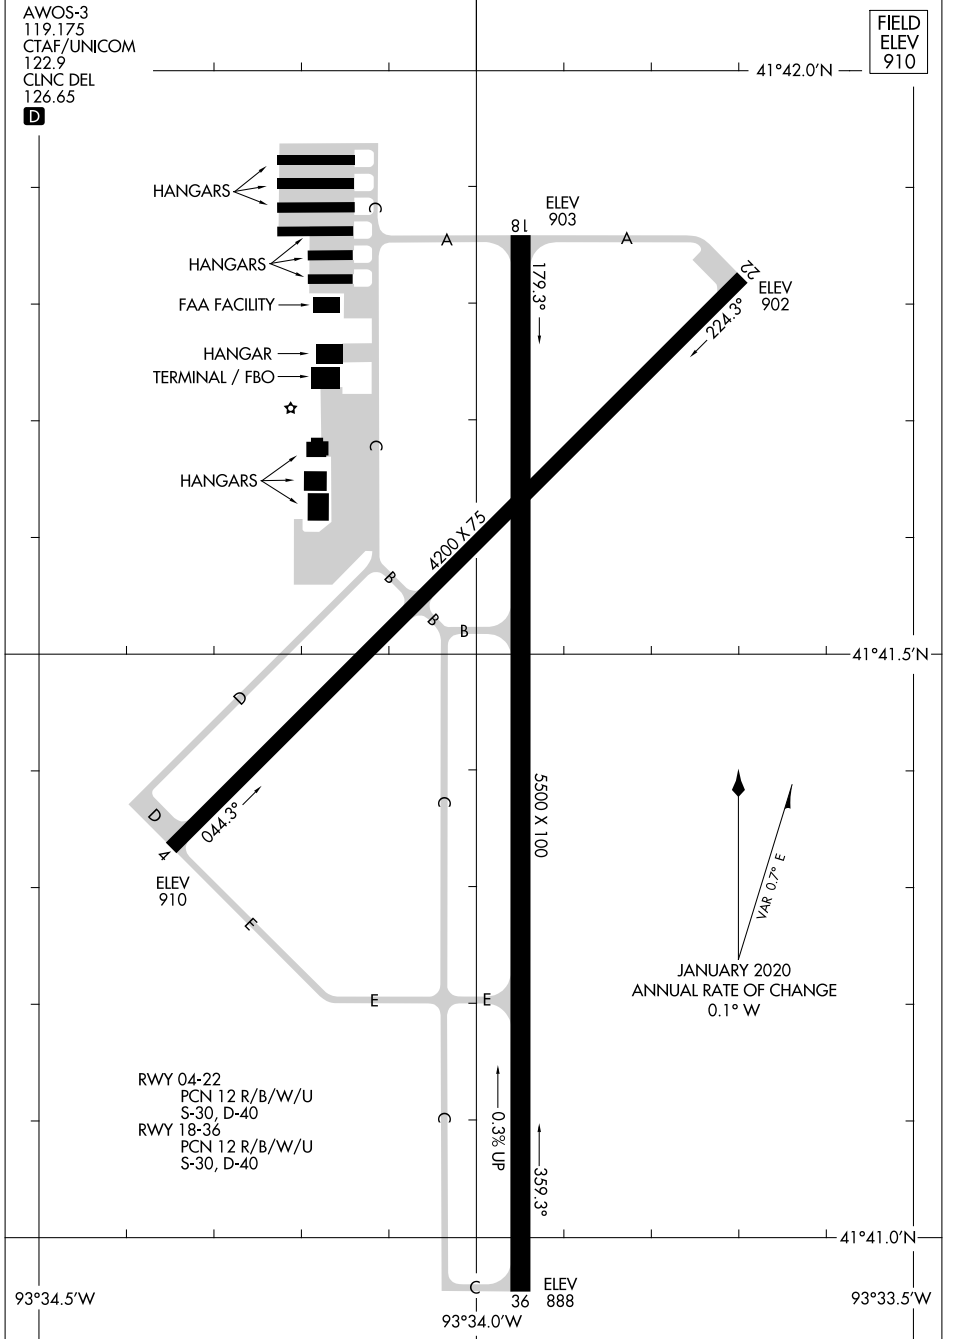 AWOS-3
119.175
CTAF/UNICOM
122.9
CLNC DEL
126.65
D
FIELD
ELEV
910
41°42.0'N
HANGARS
C
ELEV
903
18
A
A
22
HANGARS
179.3°
ELEV
902
FAA FACILITY
224.3°
HANGAR
TERMINAL / FBO
C
HANGARS
4200 X 75
B
B
B
41°41.5'N
D
5500 X 100
C
D
044.3°
4
ELEV
910
VAR 0.7° E
E
JANUARY 2020
ANNUAL RATE OF CHANGE
0.1° W
E
E
RWY 04-22
PCN 12 R/B/W/U
S-30, D-40
RWY 18-36
PCN 12 R/B/W/U
S-30, D-40
C
0.3% UP
359.3°
41°41.0'N
C
36
ELEV
888
93°34.5'W
93°34.0'W
93°33.5'W